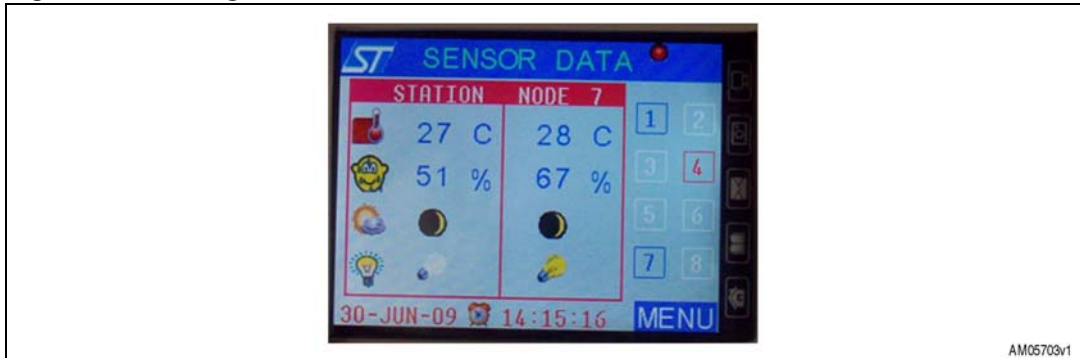 ST SENSOR DATA
STATION NODE 7
27 C 28 C
51 % 67 %
1 2
3 4
5 6
7 8
30-JUN-09 14:15:16 MENU
AM05703v1